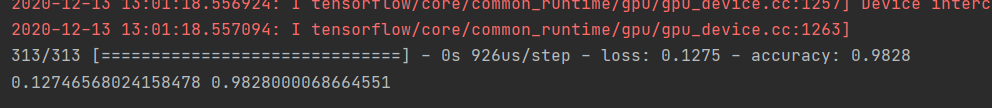 2020-12-13 13:01:18.556924: I tensorflow/core/common_runtime/gpu/gpu_device.cc:1257] Device interc
2020-12-13 13:01:18.557094: I tensorflow/core/common_runtime/gpu/gpu_device.cc:1263]
313/313 [==============================] - 0s 926us/step - loss: 0.1275 - accuracy: 0.9828
0.12746568024158478 0.9828000068664551